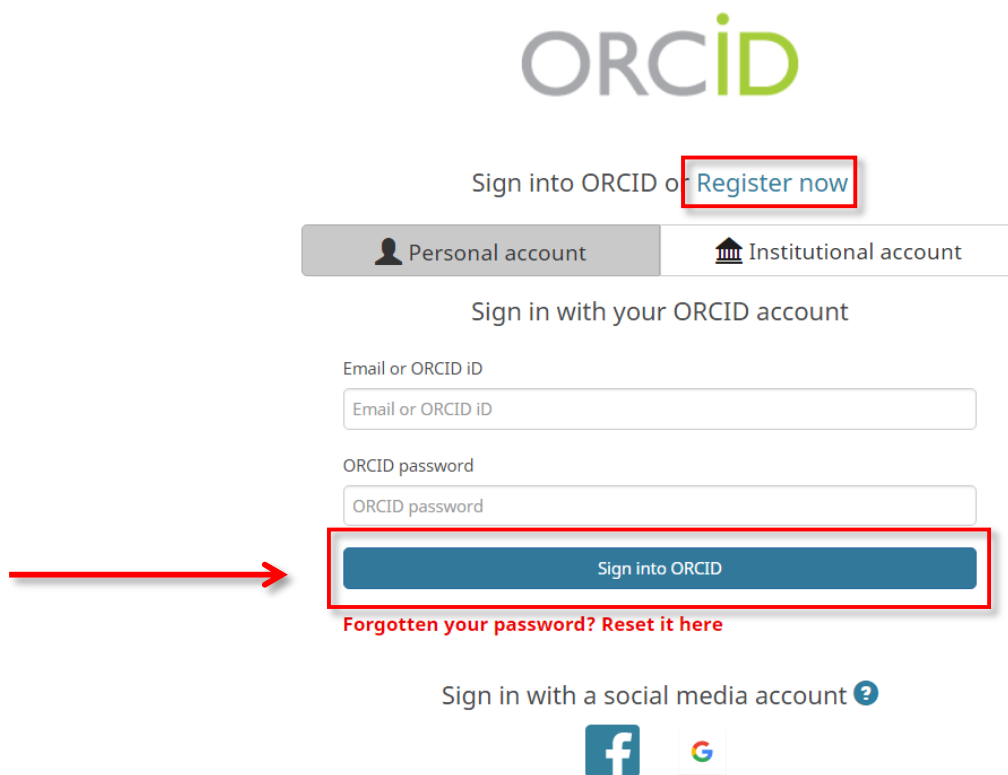 ORCiD
Sign into ORCID or Register now
Personal account Institutional account
Sign in with your ORCID account
Email or ORCID iD
Email or ORCID iD
ORCID password
ORCID password
Sign into ORCID
Forgotten your password? Reset it here
Sign in with a social media account ?
f G